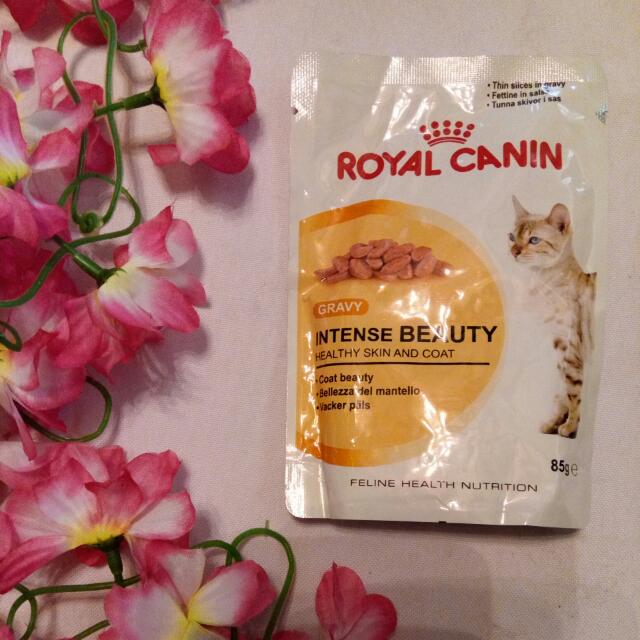 • Thin slices in gravy
• Fettine in salsa
• Tunna skivor i sås
ROYAL CANIN
GRAVY
INTENSE BEAUTY
HEALTHY SKIN AND COAT
• Coat beauty
• Bellezza del mantello
• Vacker päls
85g e
FELINE HEALTH NUTRITION